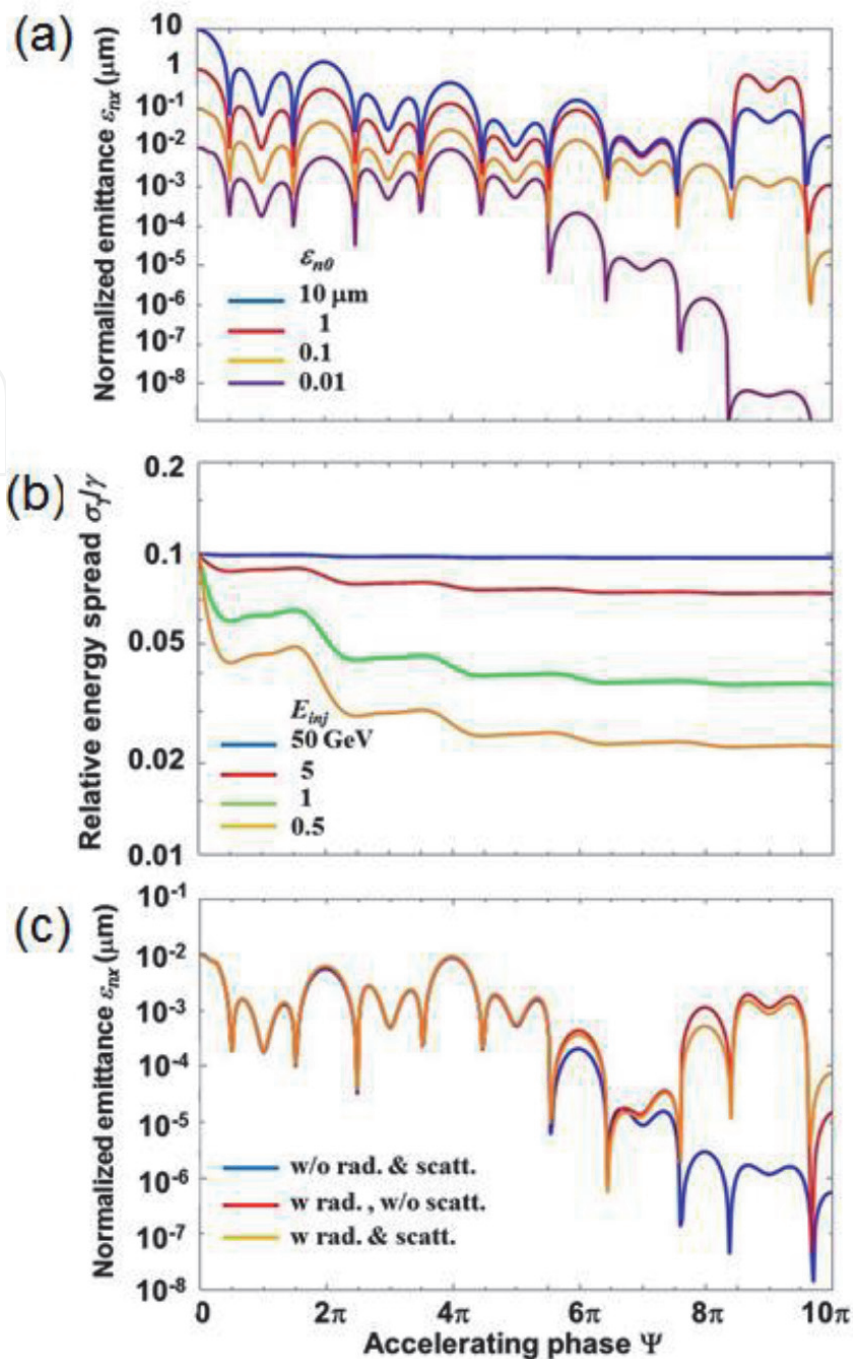 (a)
Normalized emittance εnx (μm)
10
1
10-1
10-2
10-3
10-4
10-5
10-6
10-7
10-8
εn0
10 μm
1
0.1
0.01
(b)
Relative energy spread σγ/γ
0.2
0.1
0.05
0.02
0.01
Einj
50 GeV
5
1
0.5
(c)
Normalized emittance εnx (μm)
10-1
10-2
10-3
10-4
10-5
10-6
10-7
10-8
w/o rad. & scatt.
w rad. , w/o scatt.
w rad. & scatt.
0 2π 4π 6π 8π 10π
Accelerating phase Ψ